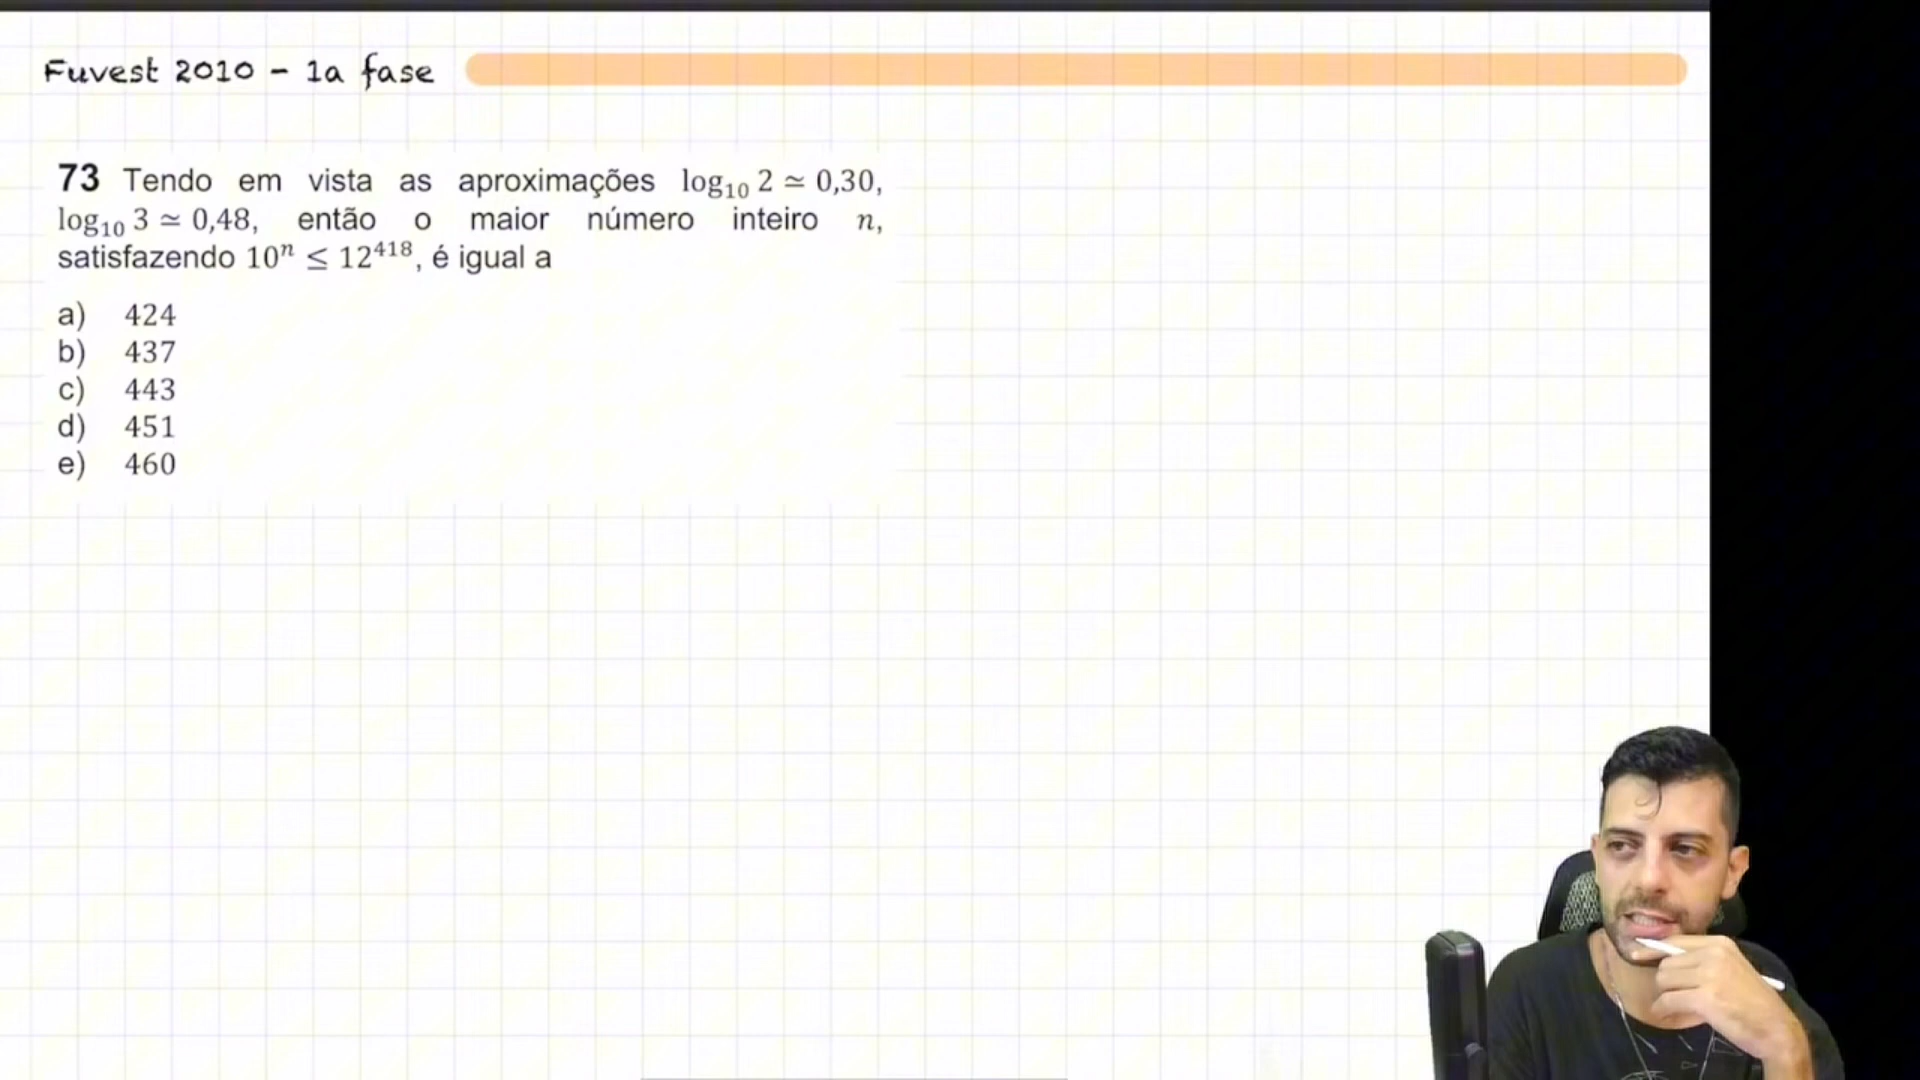 Fuvest 2010 - 1a fase
73 Tendo em vista as aproximações log₁₀ 2 ≃ 0,30,
log₁₀ 3 ≃ 0,48, então o maior número inteiro n,
satisfazendo 10ⁿ ≤ 12⁴¹⁸, é igual a
a) 424
b) 437
c) 443
d) 451
e) 460